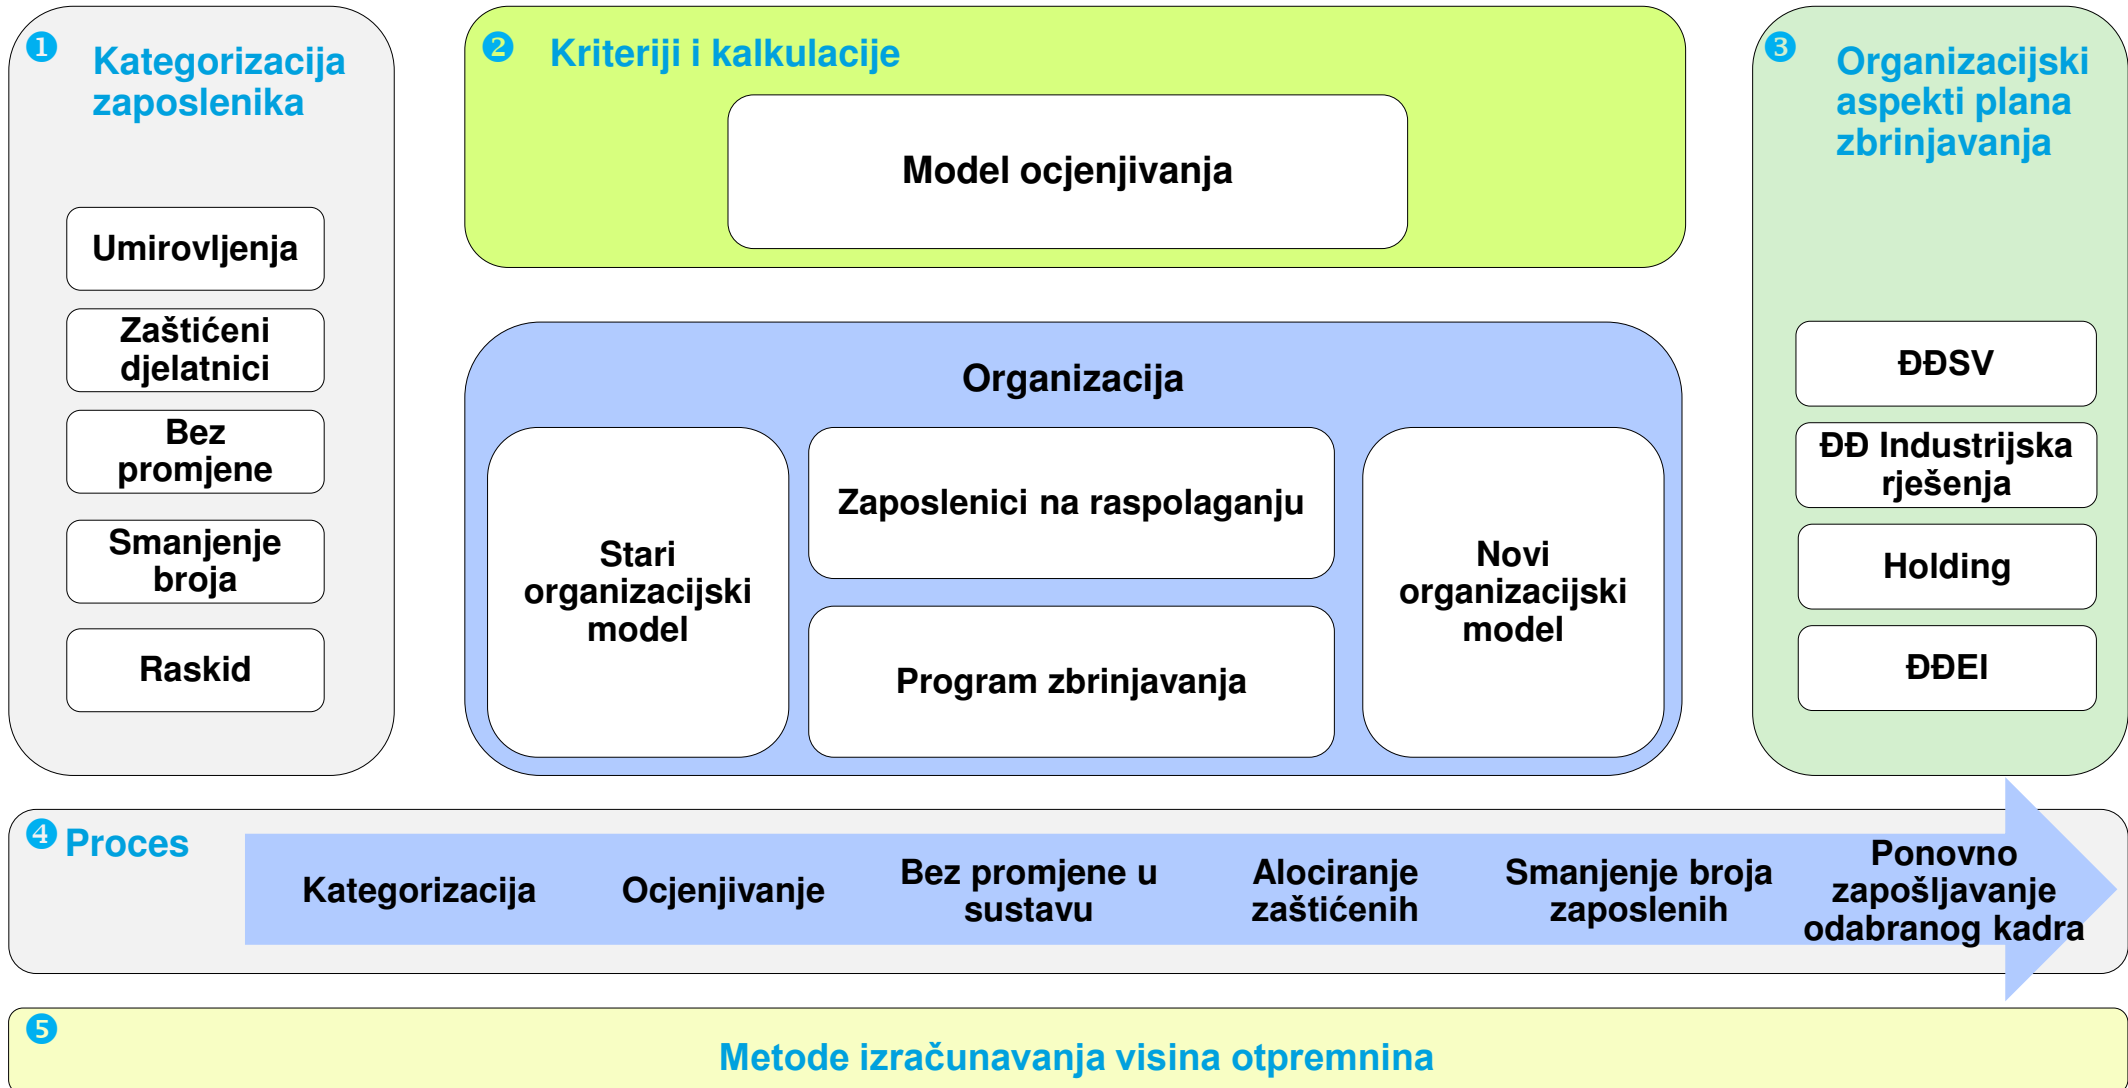 ❶ Kategorizacija
zaposlenika
Umirovljenja
Zaštićeni
djelatnici
Bez
promjene
Smanjenje
broja
Raskid
❷ Kriteriji i kalkulacije
Model ocjenjivanja
Organizacija
Stari
organizacijski
model
Zaposlenici na raspolaganju
Program zbrinjavanja
Novi
organizacijski
model
❸ Organizacijski
aspekti plana
zbrinjavanja
ĐĐSV
ĐĐ Industrijska
rješenja
Holding
ĐĐEI
❹ Proces
Kategorizacija
Ocjenjivanje
Bez promjene u
sustavu
Alociranje
zaštićenih
Smanjenje broja
zaposlenih
Ponovno
zapošljavanje
odabranog kadra
❺
Metode izračunavanja visina otpremnina